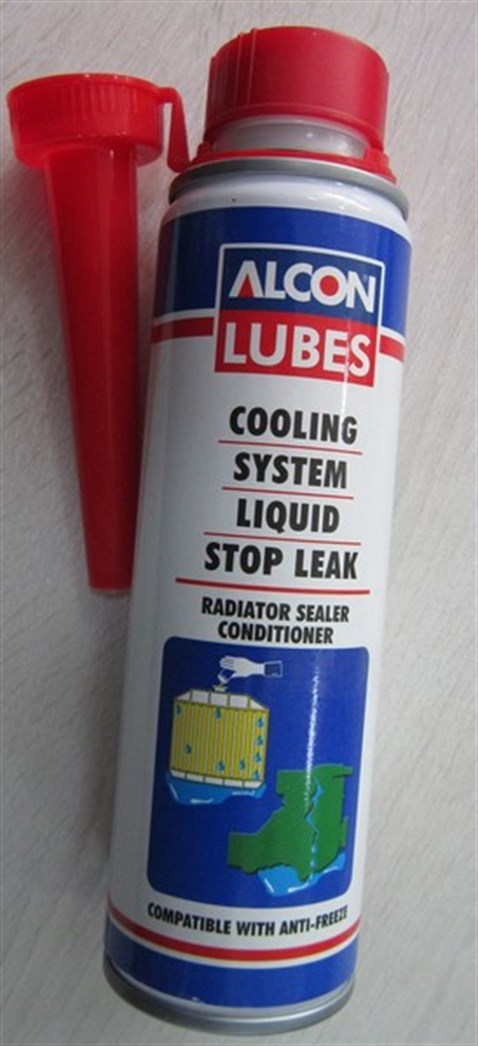 ALCON
LUBES
COOLING
SYSTEM
LIQUID
STOP LEAK
RADIATOR SEALER
CONDITIONER
COMPATIBLE WITH ANTI-FREEZE